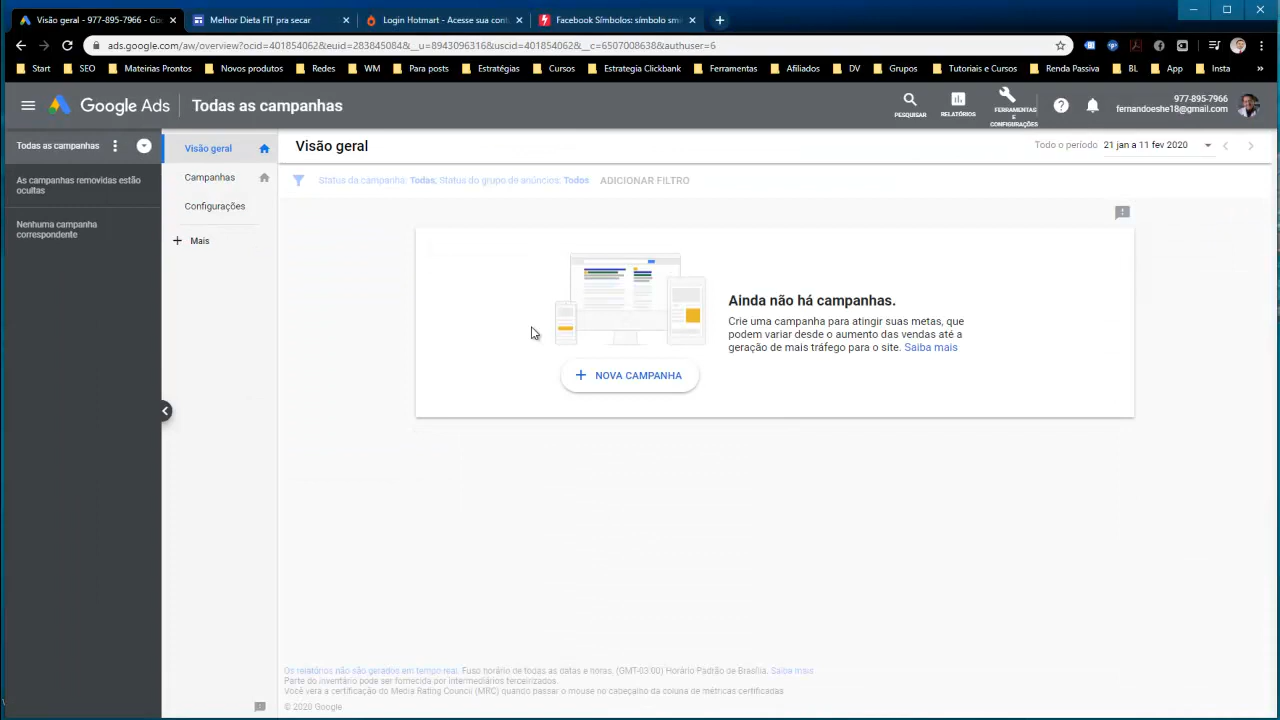 Visão geral - 977-895-7966 - Goo
Melhor Dieta FIT pra secar
Login Hotmart - Acesse sua cont
Facebook Símbolos: símbolo smi
ads.google.com/aw/overview?ocid=401854062&euid=283845084&__u=8943096316&uscid=401854062&__c=6507008638&authuser=6
Start
SEO
Mateirias Prontos
Novos produtos
Redes
WM
Para posts
Estratégias
Cursos
Estrategia Clickbank
Ferramentas
Afiliados
DV
Grupos
Tutoriais e Cursos
Renda Passiva
BL
App
Insta
»
Google Ads
Todas as campanhas
PESQUISAR
RELATÓRIOS
FERRAMENTAS
E
CONFIGURAÇÕES
977-895-7966
fernandoeshe18@gmail.com
Todas as campanhas
As campanhas removidas estão
ocultas
Nenhuma campanha
correspondente
Visão geral
Campanhas
Configurações
+ Mais
Visão geral
Todo o período
21 jan a 11 fev 2020
Status da campanha: Todas; Status do grupo de anúncios: Todos
ADICIONAR FILTRO
Ainda não há campanhas.
Crie uma campanha para atingir suas metas, que
podem variar desde o aumento das vendas até a
geração de mais tráfego para o site. Saiba mais
+ NOVA CAMPANHA
Os relatórios não são gerados em tempo real. Fuso horário de todas as datas e horas: (GMT-03:00) Horário Padrão de Brasília. Saiba mais
Parte do inventário pode ser fornecida por intermediários terceirizados.
Você verá a certificação do Media Rating Council (MRC) quando passar o mouse no cabeçalho da coluna de métricas certificadas
© 2020 Google